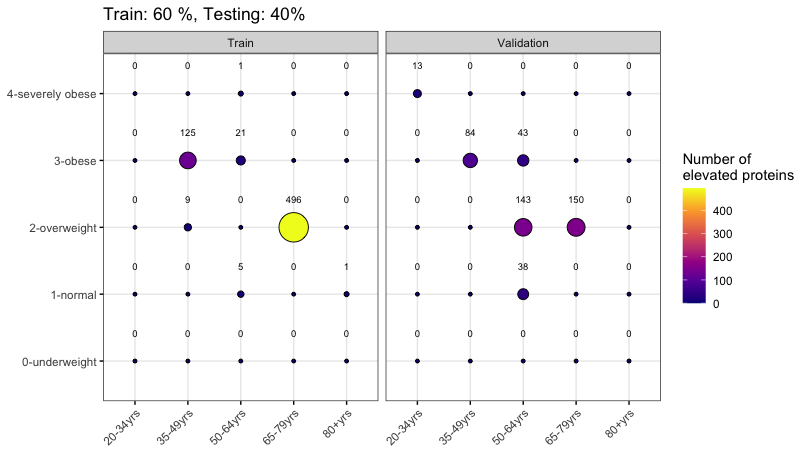 Train: 60 %, Testing: 40%
Train
Validation
0 0 1 0 0 13 0 0 0 0
4-severely obese
0 125 21 0 0 0 84 43 0 0
3-obese
0 9 0 496 0 0 0 143 150 0
2-overweight
0 0 5 0 1 0 0 38 0 0
1-normal
0 0 0 0 0 0 0 0 0 0
0-underweight
20-34yrs 35-49yrs 50-64yrs 65-79yrs 80+yrs
20-34yrs 35-49yrs 50-64yrs 65-79yrs 80+yrs
Number of
elevated proteins
400
300
200
100
0